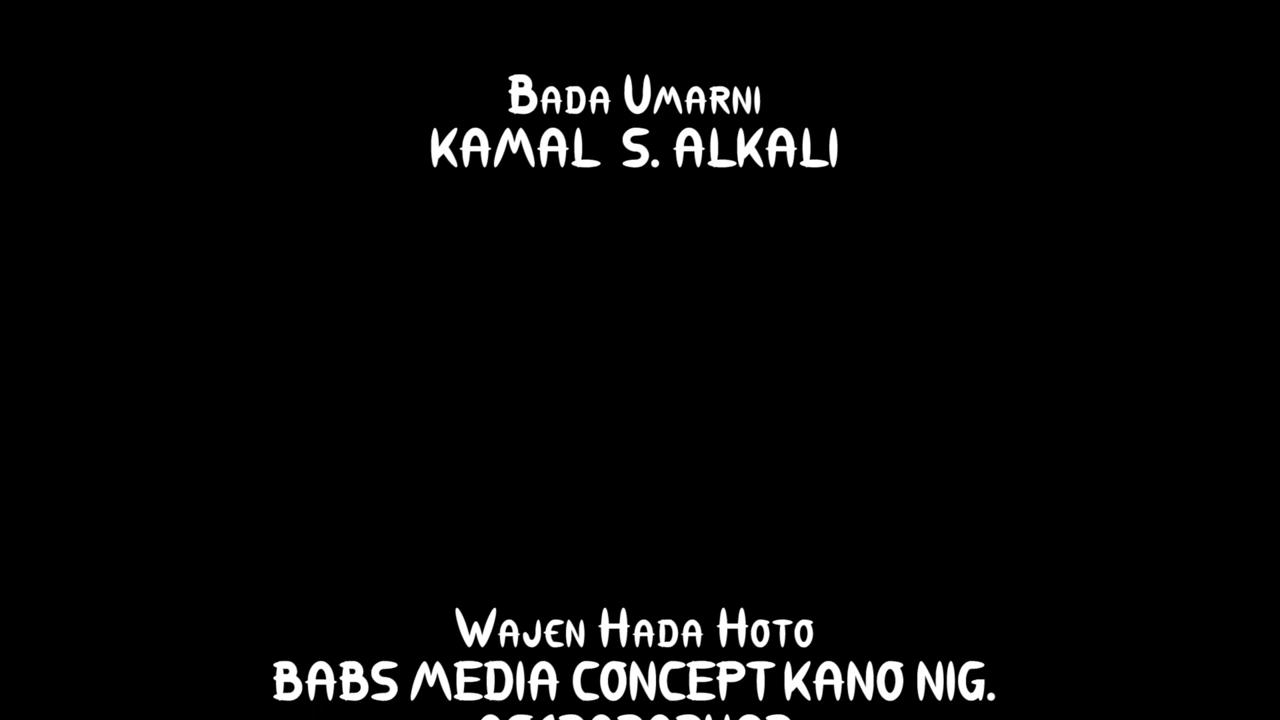 Bada Umarni
KAMAL S. ALKALI
Wajen Hada Hoto
BABS MEDIA CONCEPT KANO NIG.